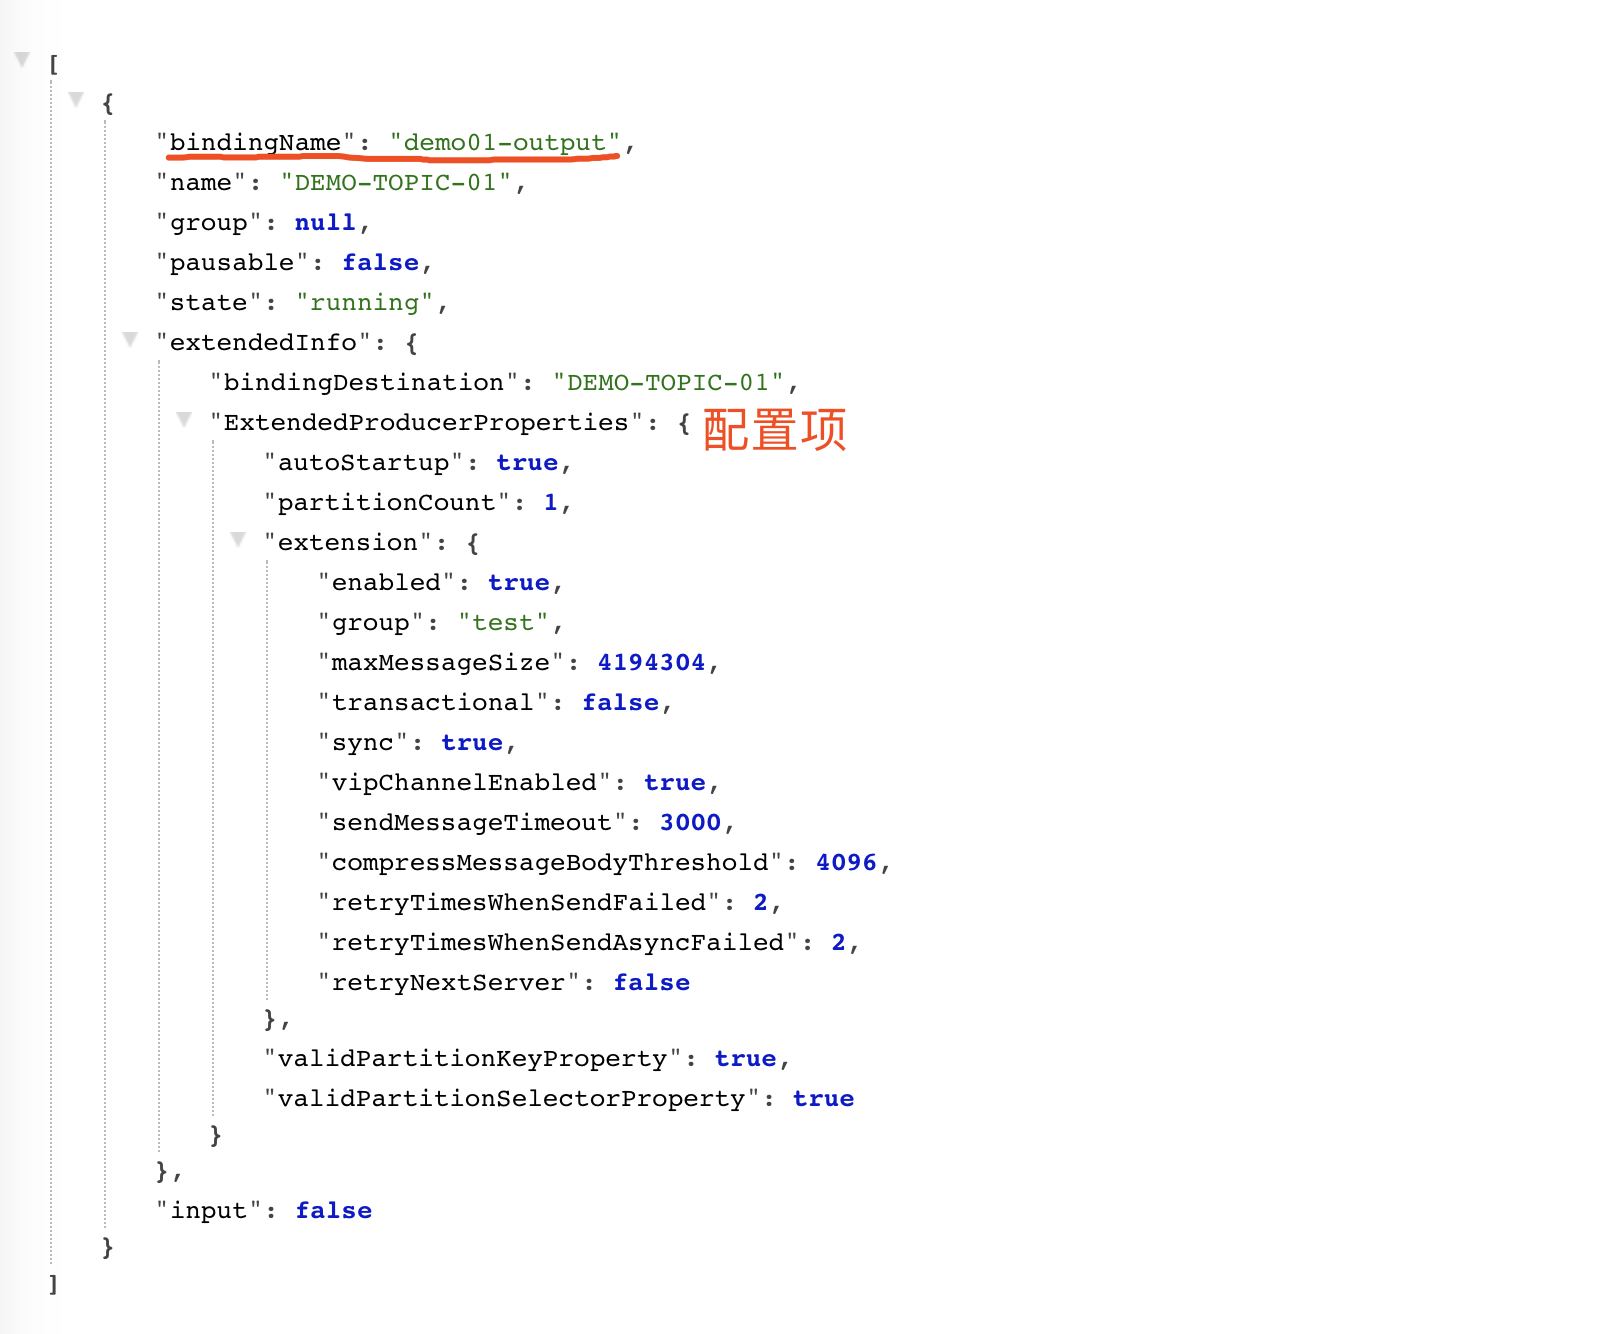 [
{
"bindingName": "demo01-output",
"name": "DEMO-TOPIC-01",
"group": null,
"pausable": false,
"state": "running",
"extendedInfo": {
"bindingDestination": "DEMO-TOPIC-01",
"ExtendedProducerProperties": { 配置项
"autoStartup": true,
"partitionCount": 1,
"extension": {
"enabled": true,
"group": "test",
"maxMessageSize": 4194304,
"transactional": false,
"sync": true,
"vipChannelEnabled": true,
"sendMessageTimeout": 3000,
"compressMessageBodyThreshold": 4096,
"retryTimesWhenSendFailed": 2,
"retryTimesWhenSendAsyncFailed": 2,
"retryNextServer": false
},
"validPartitionKeyProperty": true,
"validPartitionSelectorProperty": true
}
},
"input": false
}
]